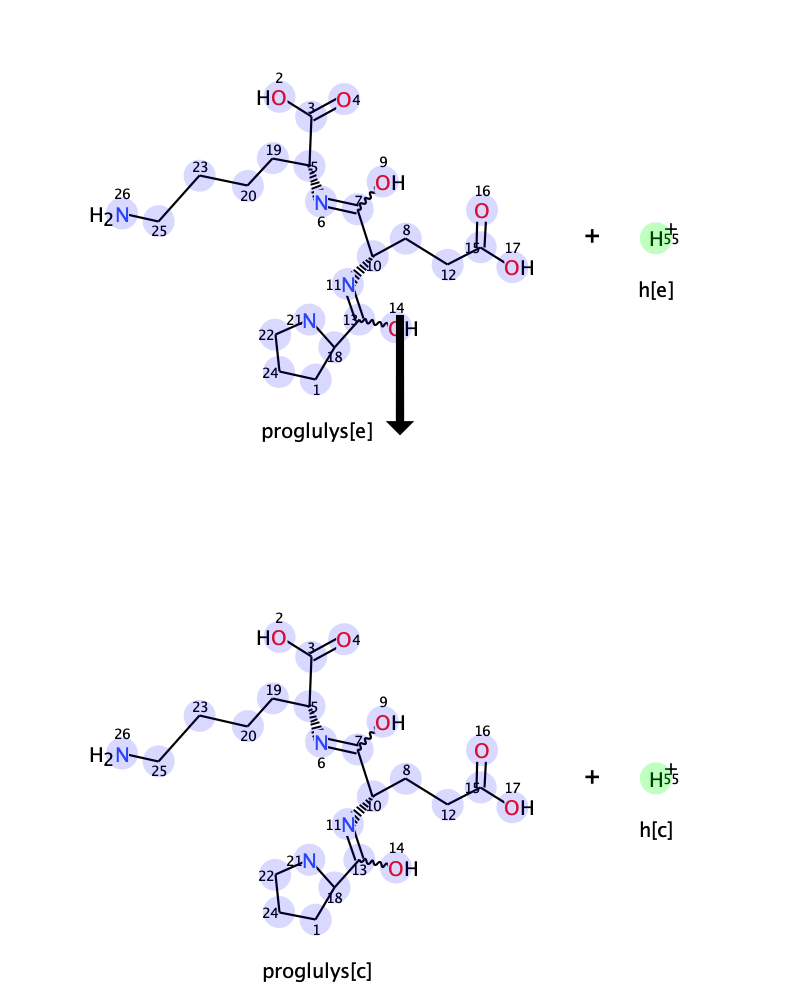 2
HO 3 O 4
19 5 9
23 OH
26 20 N 7 16
H₂N 25 6 8 O
10 15 17 + H⁺ 55
11 N 12 OH h[e]
14
21 N 13 OH
22 18
24 1
proglulys[e]
2
HO 3 O 4
19 5 9
23 OH
26 20 N 7 16
H₂N 25 6 8 O
10 15 17 + H⁺ 55
11 N 12 OH h[c]
14
21 N 13 OH
22 18
24 1
proglulys[c]